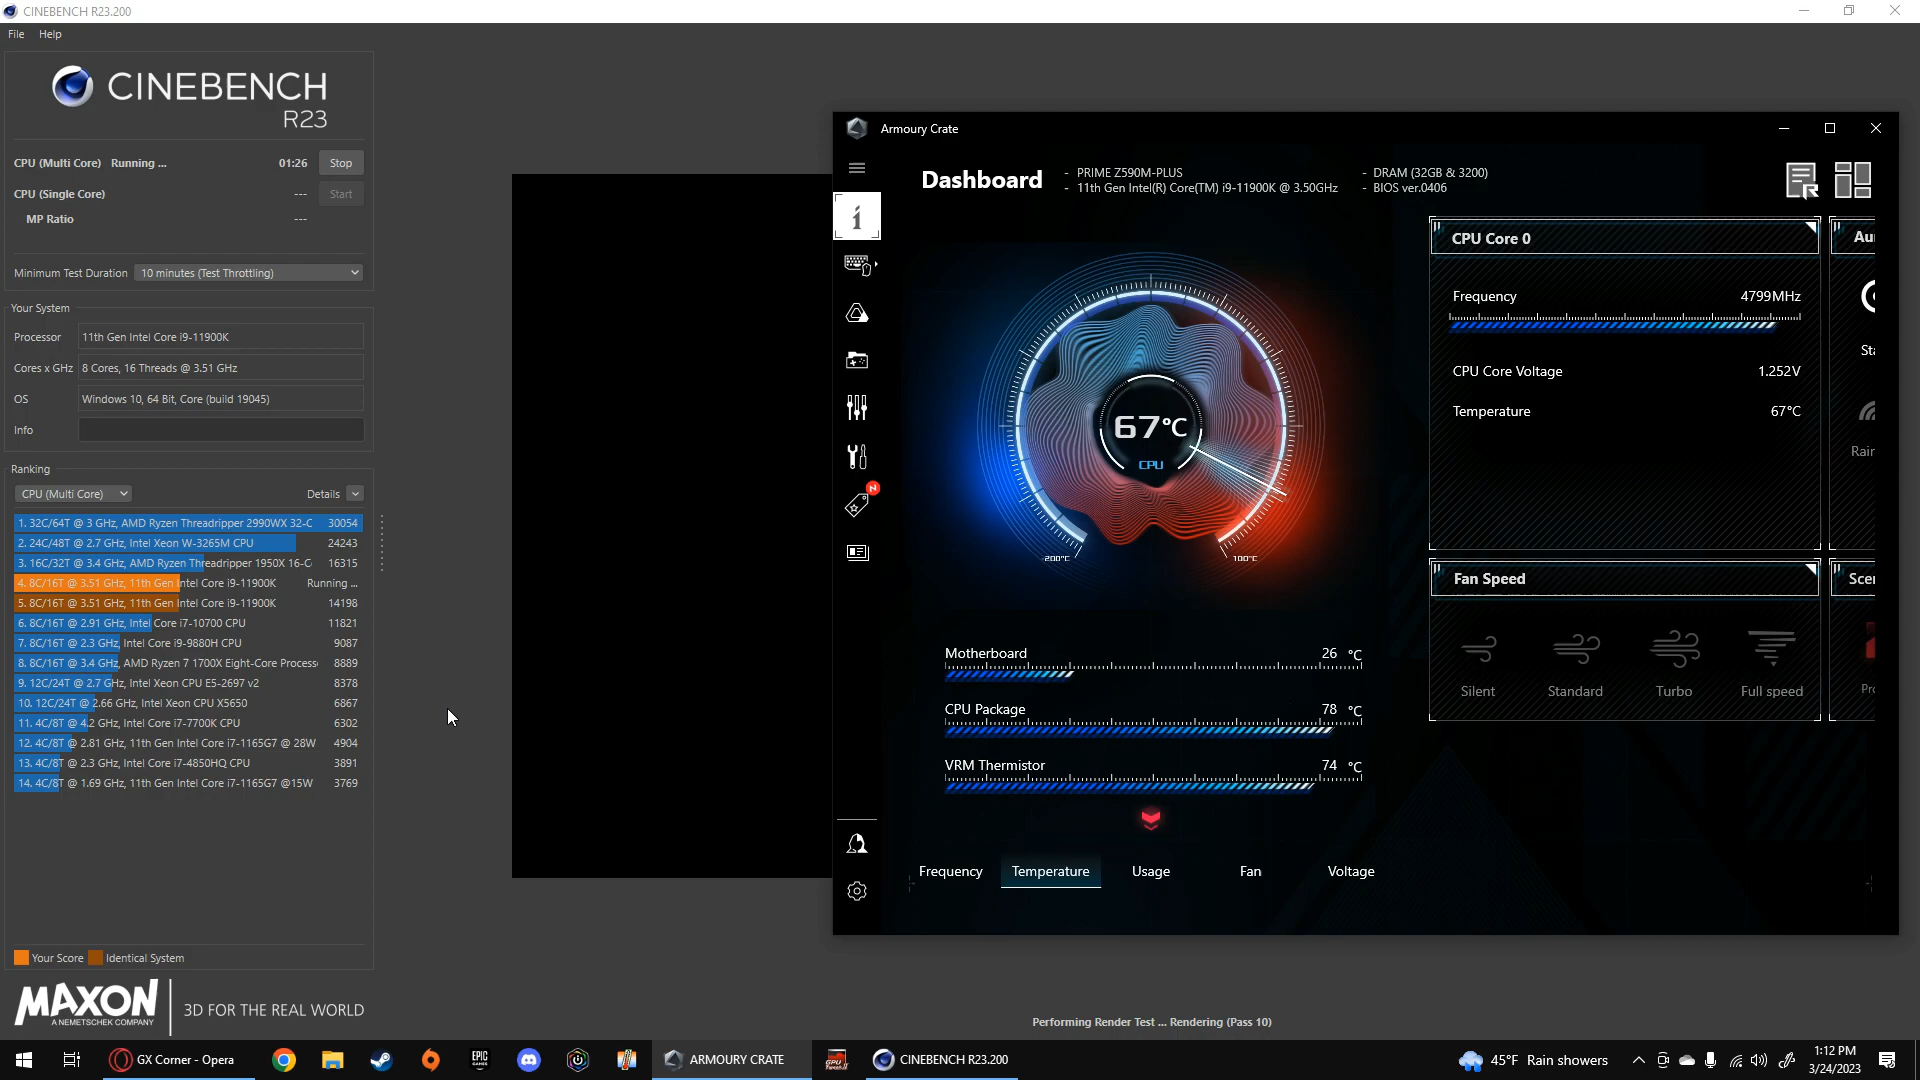 CINEBENCH R23.200
File Help
CINEBENCH
R23
CPU (Multi Core) Running ... 01:26 Stop
CPU (Single Core) --- Start
MP Ratio ---
Minimum Test Duration 10 minutes (Test Throttling)
Your System
Processor 11th Gen Intel Core i9-11900K
Cores x GHz 8 Cores, 16 Threads @ 3.51 GHz
OS Windows 10, 64 Bit, Core (build 19045)
Info
Ranking
CPU (Multi Core) Details
1. 32C/64T @ 3 GHz, AMD Ryzen Threadripper 2990WX 32-C 30054
2. 24C/48T @ 2.7 GHz, Intel Xeon W-3265M CPU 24243
3. 16C/32T @ 3.4 GHz, AMD Ryzen Threadripper 1950X 16-C 16315
4. 8C/16T @ 3.51 GHz, 11th Gen Intel Core i9-11900K Running ...
5. 8C/16T @ 3.51 GHz, 11th Gen Intel Core i9-11900K 14198
6. 8C/16T @ 2.91 GHz, Intel Core i7-10700 CPU 11821
7. 8C/16T @ 2.3 GHz, Intel Core i9-9880H CPU 9087
8. 8C/16T @ 3.4 GHz, AMD Ryzen 7 1700X Eight-Core Process 8889
9. 12C/24T @ 2.7 GHz, Intel Xeon CPU E5-2697 v2 8378
10. 12C/24T @ 2.66 GHz, Intel Xeon CPU X5650 6867
11. 4C/8T @ 4.2 GHz, Intel Core i7-7700K CPU 6302
12. 4C/8T @ 2.81 GHz, 11th Gen Intel Core i7-1165G7 @ 28W 4904
13. 4C/8T @ 2.3 GHz, Intel Core i7-4850HQ CPU 3891
14. 4C/8T @ 1.69 GHz, 11th Gen Intel Core i7-1165G7 @15W 3769
Your Score Identical System
MAXON
A NEMETSCHEK COMPANY
3D FOR THE REAL WORLD
Armoury Crate
Dashboard
- PRIME Z590M-PLUS
- 11th Gen Intel(R) Core(TM) i9-11900K @ 3.50GHz
- DRAM (32GB & 3200)
- BIOS ver.0406
67°C
CPU
-200°C 100°C
Motherboard 26 °C
CPU Package 78 °C
VRM Thermistor 74 °C
Frequency Temperature Usage Fan Voltage
CPU Core 0
Frequency 4799MHz
CPU Core Voltage 1.252V
Temperature 67°C
Fan Speed
Silent Standard Turbo Full speed
Performing Render Test ... Rendering (Pass 10)
GX Corner - Opera
EPIC GAMES
ARMOURY CRATE
CINEBENCH R23.200
45°F Rain showers
1:12 PM
3/24/2023